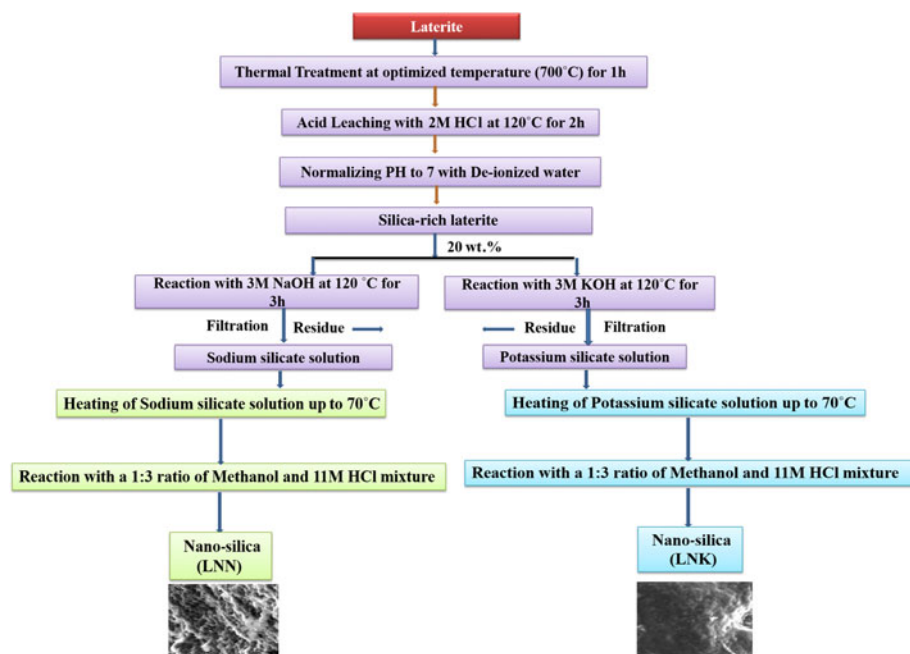 Laterite
Thermal Treatment at optimized temperature (700°C) for 1h
Acid Leaching with 2M HCl at 120°C for 2h
Normalizing PH to 7 with De-ionized water
Silica-rich laterite
20 wt.%
Reaction with 3M NaOH at 120 °C for
3h
Reaction with 3M KOH at 120°C for
3h
Filtration
Residue
Residue
Filtration
Sodium silicate solution
Potassium silicate solution
Heating of Sodium silicate solution up to 70°C
Heating of Potassium silicate solution up to 70°C
Reaction with a 1:3 ratio of Methanol and 11M HCl mixture
Reaction with a 1:3 ratio of Methanol and 11M HCl mixture
Nano-silica
(LNN)
Nano-silica
(LNK)